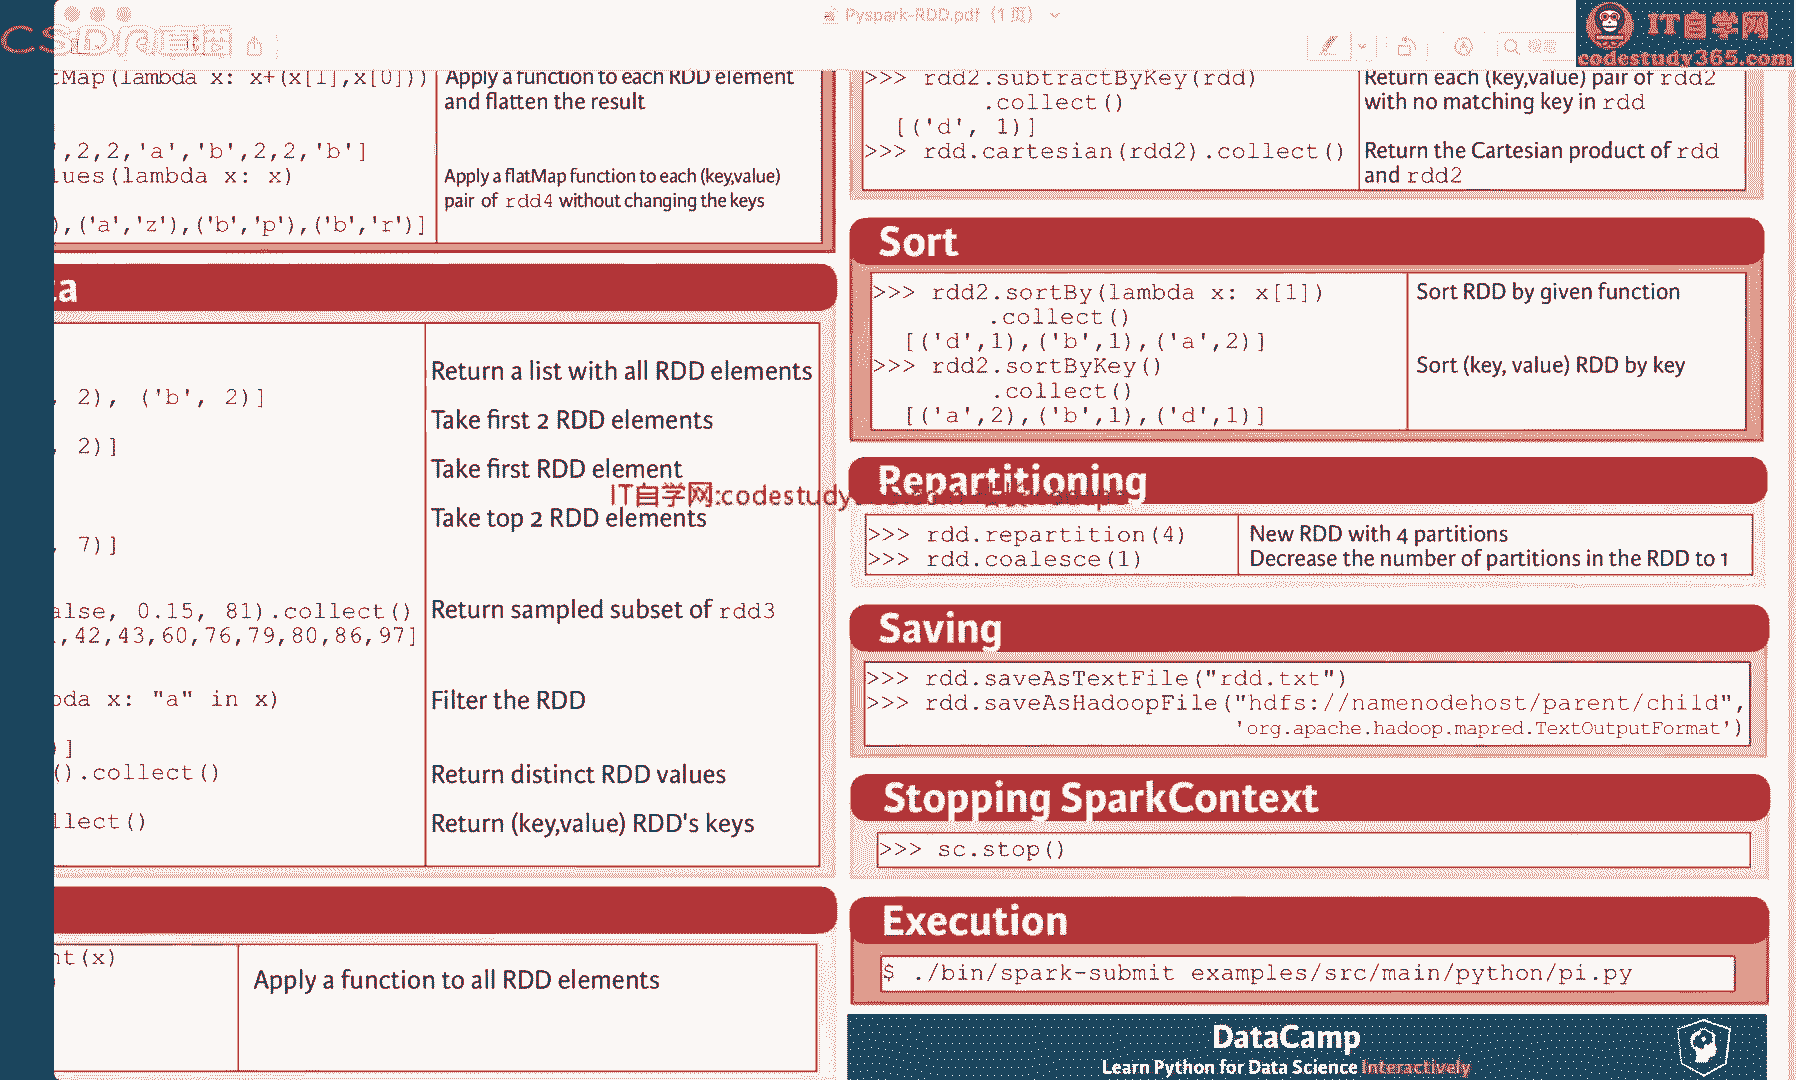 Pyspark-RDD.pdf (1 页)
IT自学网
codestudy365.com
tMap(lambda x: x+(x[1],x[0]))
Apply a function to each RDD element
and flatten the result
',2,2,'a','b',2,2,'b']
lues(lambda x: x)
Apply a flatMap function to each (key,value)
pair of rdd4 without changing the keys
),('a','z'),('b','p'),('b','r')]
a
Return a list with all RDD elements
, 2), ('b', 2)]
Take first 2 RDD elements
, 2)]
Take first RDD element
IT自学网:codestudy
Take top 2 RDD elements
, 7)]
alse, 0.15, 81).collect()
Return sampled subset of rdd3
,42,43,60,76,79,80,86,97]
da x: "a" in x)
Filter the RDD
)]
().collect()
Return distinct RDD values
llect()
Return (key,value) RDD's keys
nt(x)
Apply a function to all RDD elements
>>> rdd2.subtractByKey(rdd)
.collect()
[('d', 1)]
Return each (key,value) pair of rdd2
with no matching key in rdd
>>> rdd.cartesian(rdd2).collect()
Return the Cartesian product of rdd
and rdd2
Sort
>>> rdd2.sortBy(lambda x: x[1])
.collect()
[('d',1),('b',1),('a',2)]
Sort RDD by given function
>>> rdd2.sortByKey()
.collect()
[('a',2),('b',1),('d',1)]
Sort (key, value) RDD by key
Repartitioning
>>> rdd.repartition(4)
New RDD with 4 partitions
>>> rdd.coalesce(1)
Decrease the number of partitions in the RDD to 1
Saving
>>> rdd.saveAsTextFile("rdd.txt")
>>> rdd.saveAsHadoopFile("hdfs://namenodehost/parent/child",
'org.apache.hadoop.mapred.TextOutputFormat')
Stopping SparkContext
>>> sc.stop()
Execution
$ ./bin/spark-submit examples/src/main/python/pi.py
DataCamp
Learn Python for Data Science Interactively